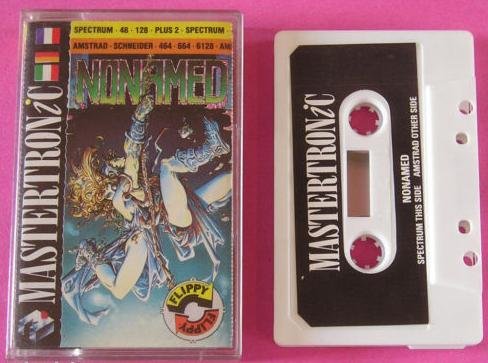 SPECTRUM · 48 · 128 · PLUS 2 · SPECTRUM ·
AMSTRAD · SCHNEIDER · 464 · 664 · 6128 · AM
NONAMED
MASTERTRONiC
FLIPPY
FLIPPY
MASTERTRONiC
NONAMED
SPECTRUM THIS SIDE AMSTRAD OTHER SIDE